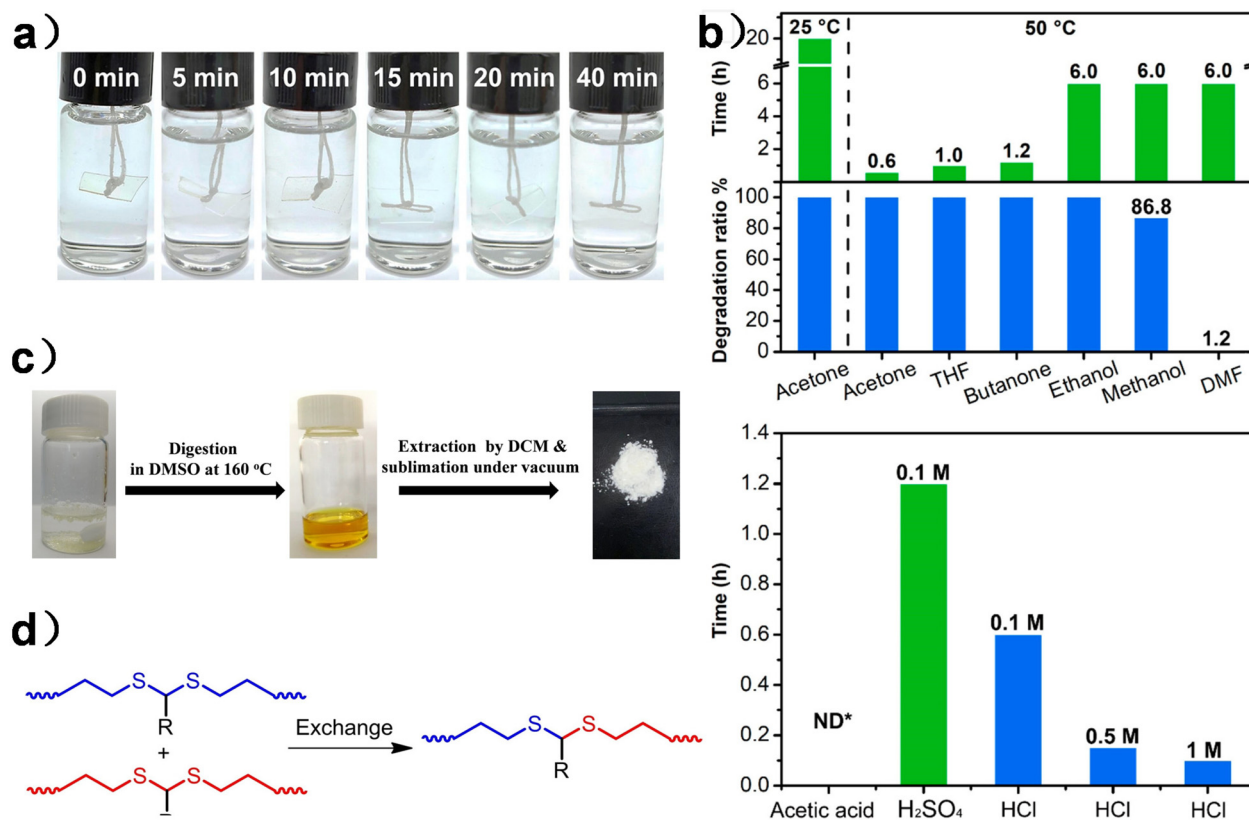 a)
0 min
5 min
10 min
15 min
20 min
40 min
b)
25 °C
50 °C
Time (h)
20
6
4
2
0.6
1.0
1.2
6.0
6.0
6.0
Degradation ratio %
100
80
60
40
20
0
86.8
1.2
Acetone
Acetone
THF
Butanone
Ethanol
Methanol
DMF
c)
Digestion
in DMSO at 160 °C
Extraction by DCM &
sublimation under vacuum
Time (h)
1.4
1.2
1.0
0.8
0.6
0.4
0.2
0.0
ND*
0.1 M
0.1 M
0.5 M
1 M
Acetic acid
H₂SO₄
HCl
HCl
HCl
d)
S
S
R
+
S
S
Exchange
S
S
R